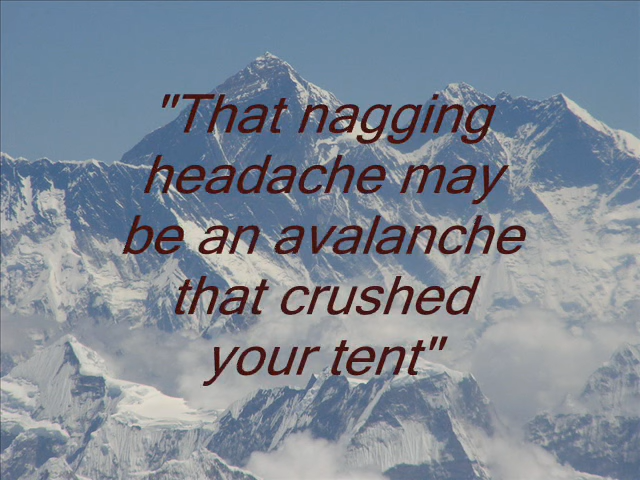 "That nagging
headache may
be an avalanche
that crushed
your tent"